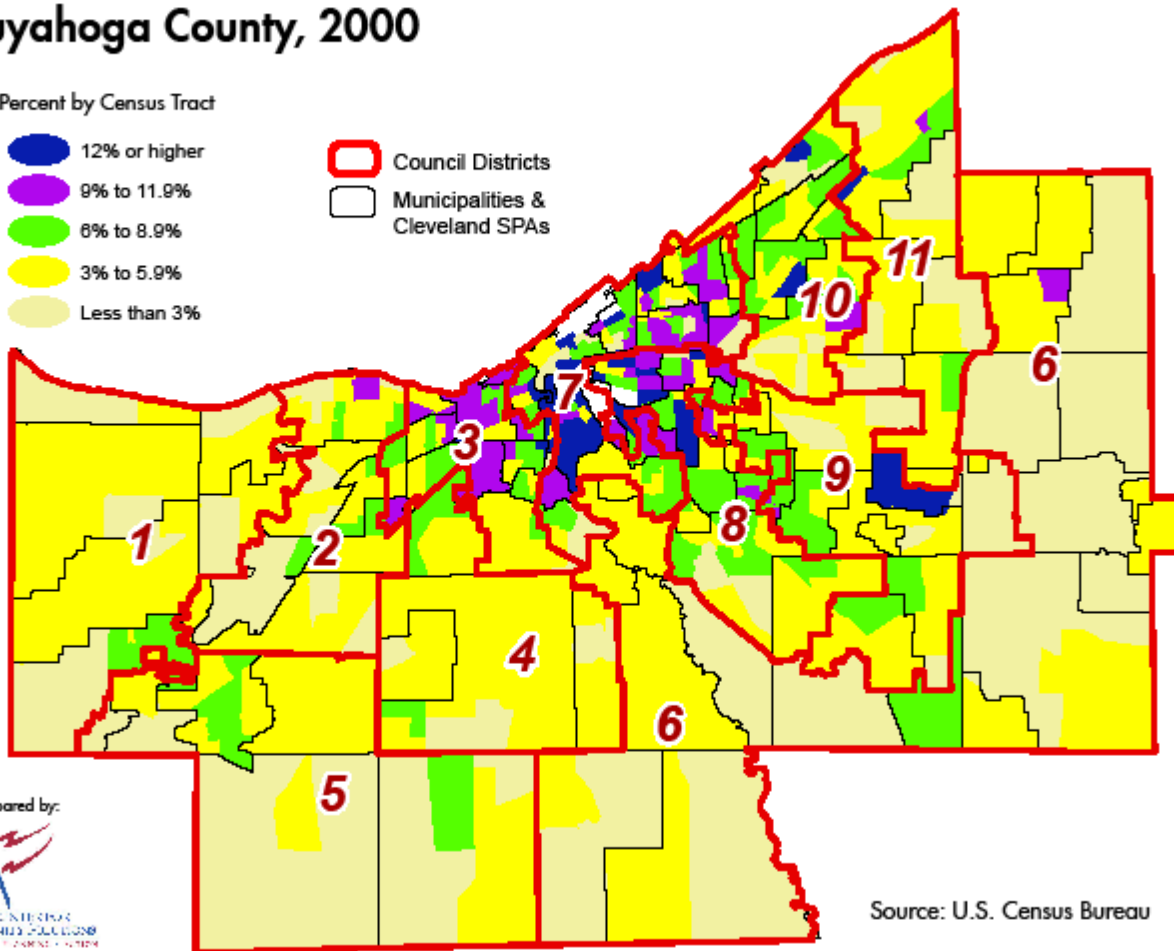 uyahoga County, 2000
Percent by Census Tract
12% or higher
9% to 11.9%
6% to 8.9%
3% to 5.9%
Less than 3%
Council Districts
Municipalities &
Cleveland SPAs
11
10
6
7
3
9
8
1
2
4
6
5
ared by:
Source: U.S. Census Bureau